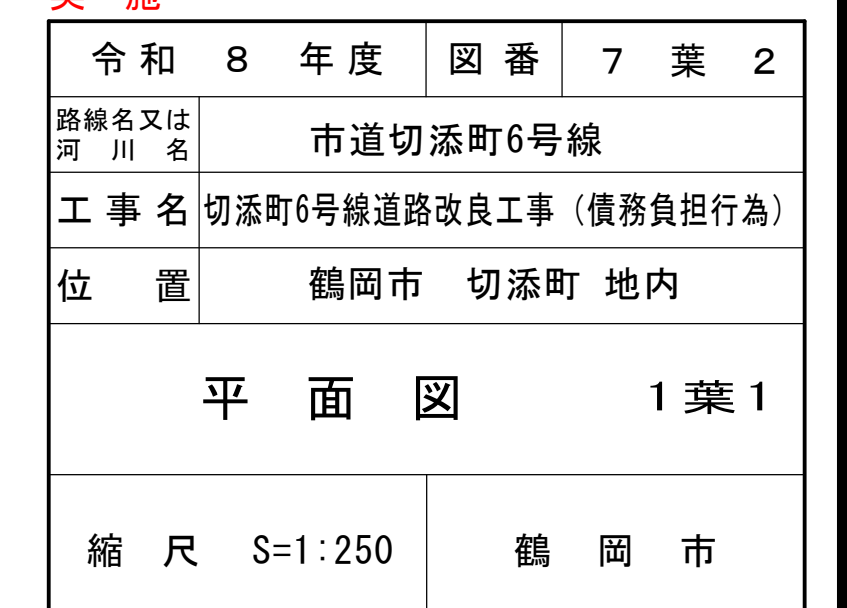 実 施
令和 8 年度 図番 7 葉 2
路線名又は
河 川 名
市道切添町6号線
工事名 切添町6号線道路改良工事（債務負担行為）
位 置 鶴岡市 切添町 地内
平 面 図 1葉1
縮 尺 S=1:250 鶴 岡 市